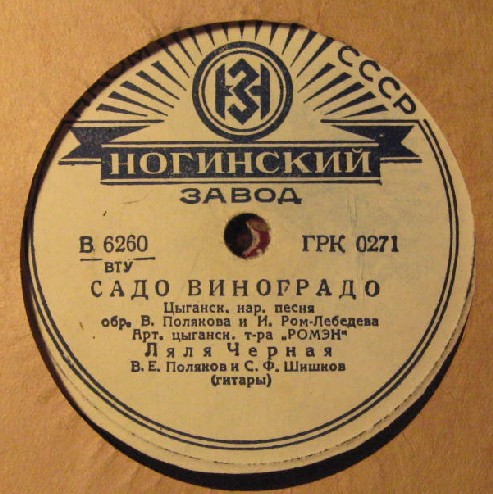 СССР
НЗ
НОГИНСКИЙ
ЗАВОД
В 6260
ВТУ
ГРК 0271
САДО ВИНОГРАДО
Цыганск. нар. песня
обр. В. Полякова и И. Ром-Лебедева
Арт. цыганск. т-ра „РОМЭН"
Ляля Черная
В. Е. Поляков и С. Ф. Шишков
(гитары)